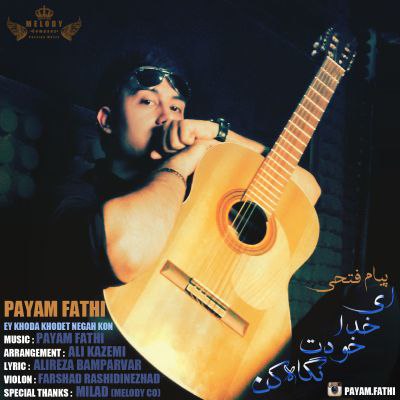 MELODY
PAYAM FATHI
EY KHODA KHODET NEGAH KON
MUSIC : PAYAM FATHI
ARRANGEMENT : ALI KAZEMI
LYRIC : ALIREZA BAMPARVAR
VIOLON : FARSHAD RASHIDINEZHAD
SPECIAL THANKS : MILAD (MELOBY CO)
پیام فتحی
ای
خدا
خودت
نگاه کن
PAYAM.FATHI